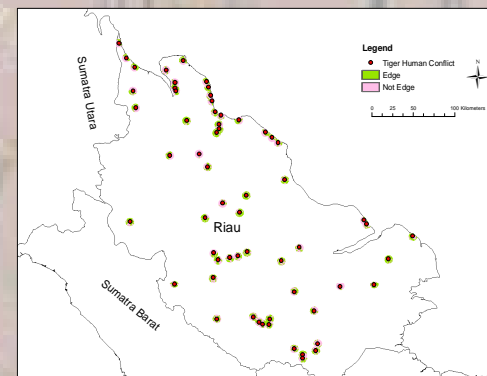 Legend
Tiger Human Conflict
Edge
Not Edge
N
0 25 50 100 Kilometers
Sumatra Utara
Riau
Sumatra Barat